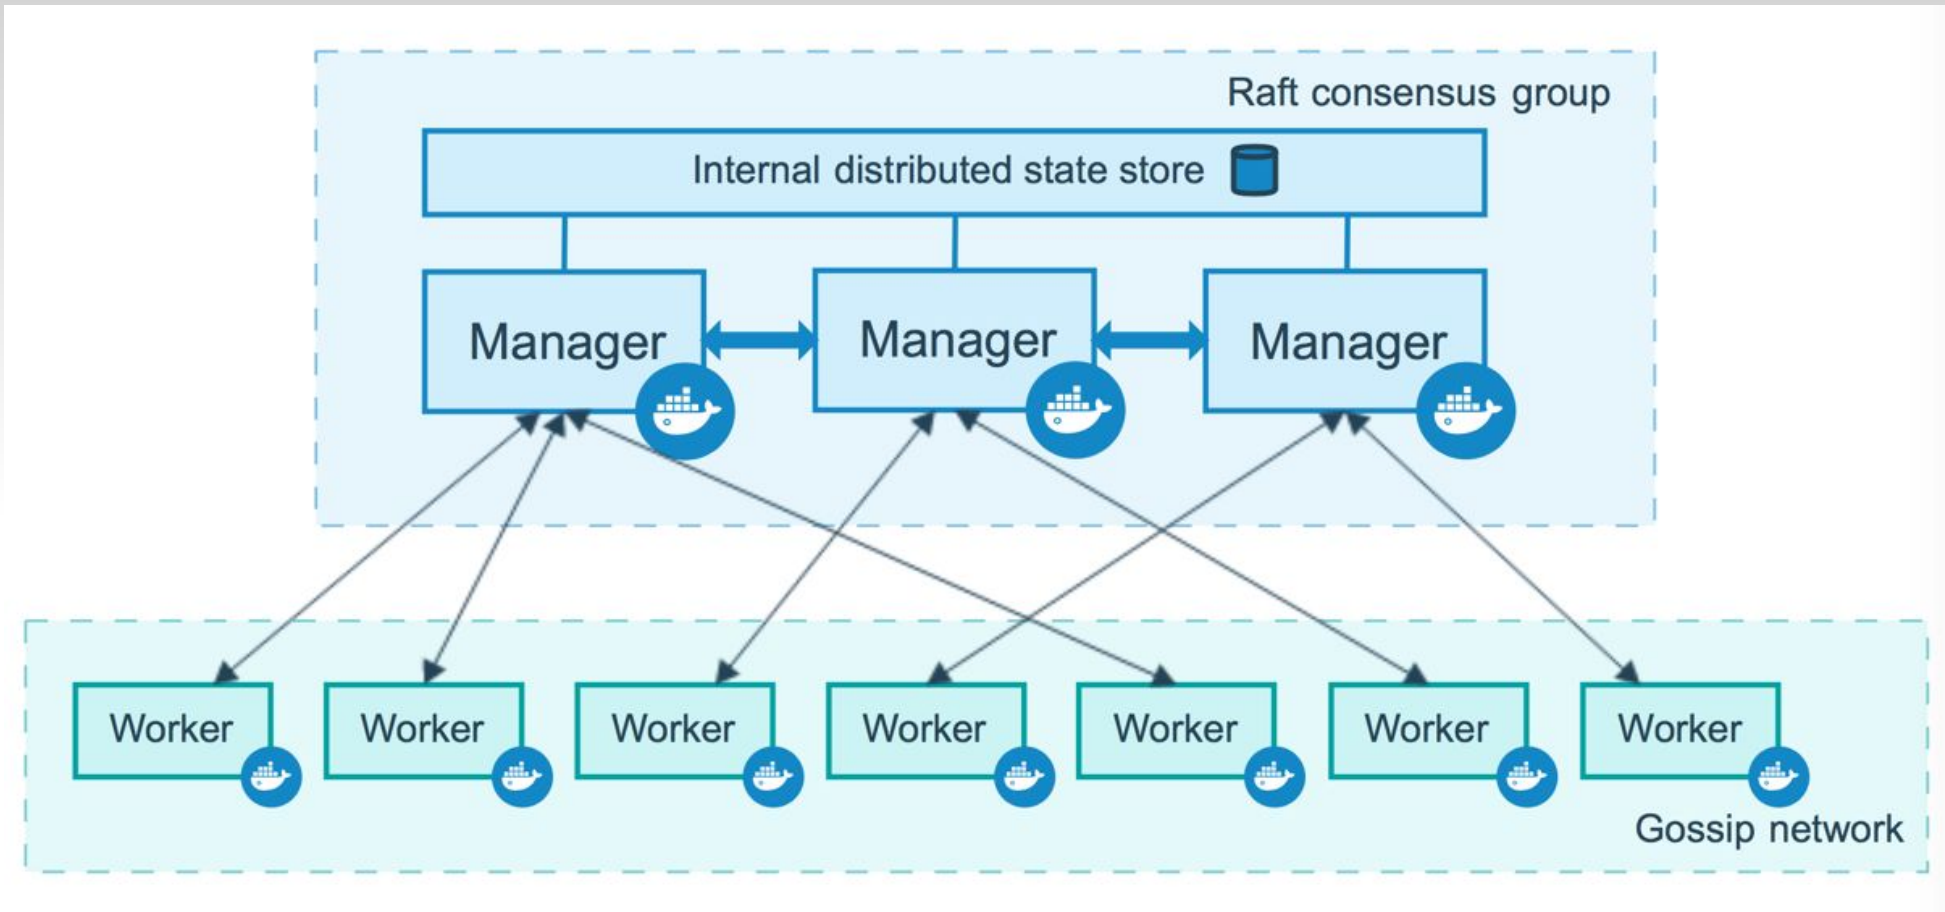 Raft consensus group
Internal distributed state store
Manager
Manager
Manager
Worker
Worker
Worker
Worker
Worker
Worker
Worker
Gossip network